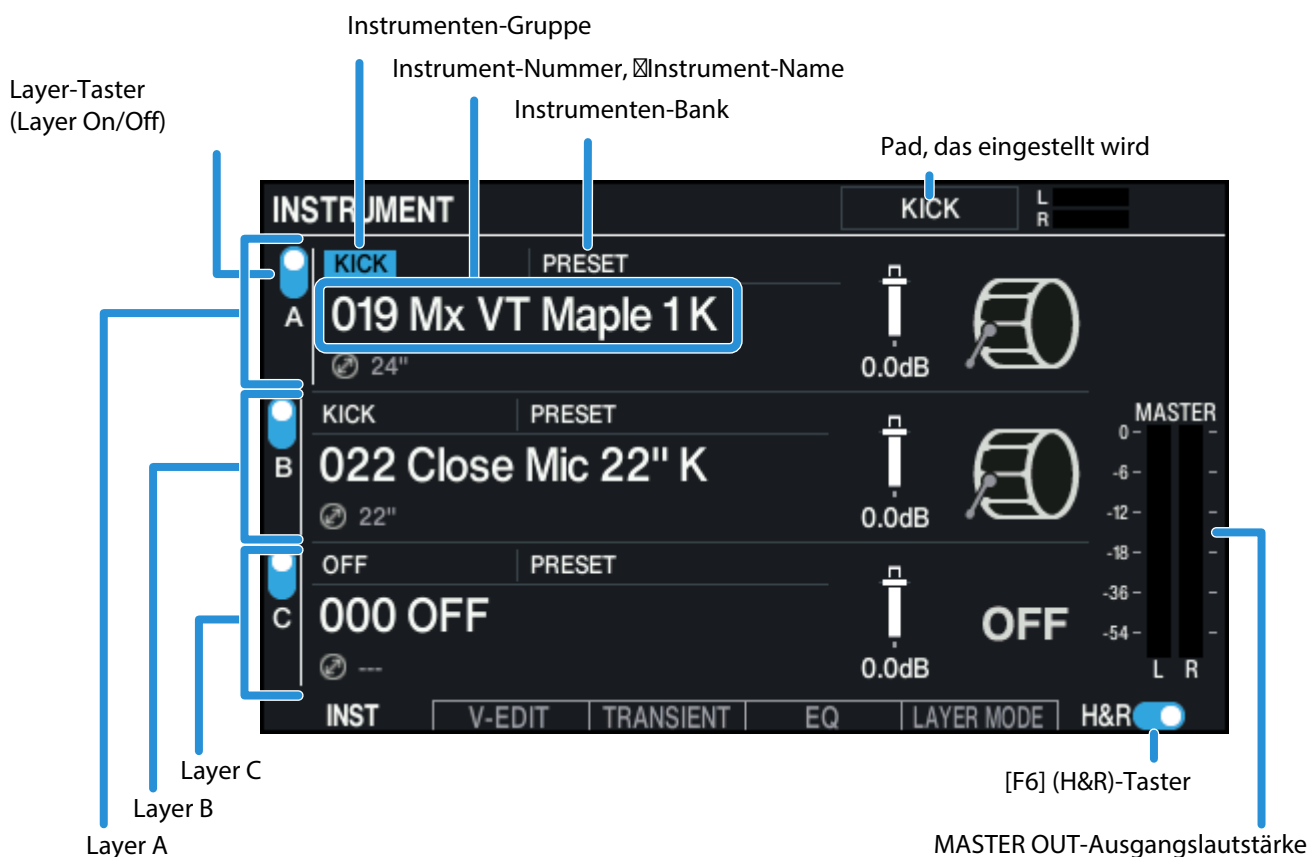 Instrumenten-Gruppe
Instrument-Nummer, Instrument-Name
Layer-Taster
(Layer On/Off)
Instrumenten-Bank
Pad, das eingestellt wird
INSTRUMENT
KICK
L
R
KICK
PRESET
A
019 Mx VT Maple 1 K
24"
0.0dB
KICK
PRESET
B
022 Close Mic 22" K
22"
0.0dB
OFF
PRESET
C
000 OFF
---
0.0dB
OFF
MASTER
0
-6
-12
-18
-36
-54
L R
INST
V-EDIT
TRANSIENT
EQ
LAYER MODE
H&R
Layer C
Layer B
Layer A
[F6] (H&R)-Taster
MASTER OUT-Ausgangslautstärke